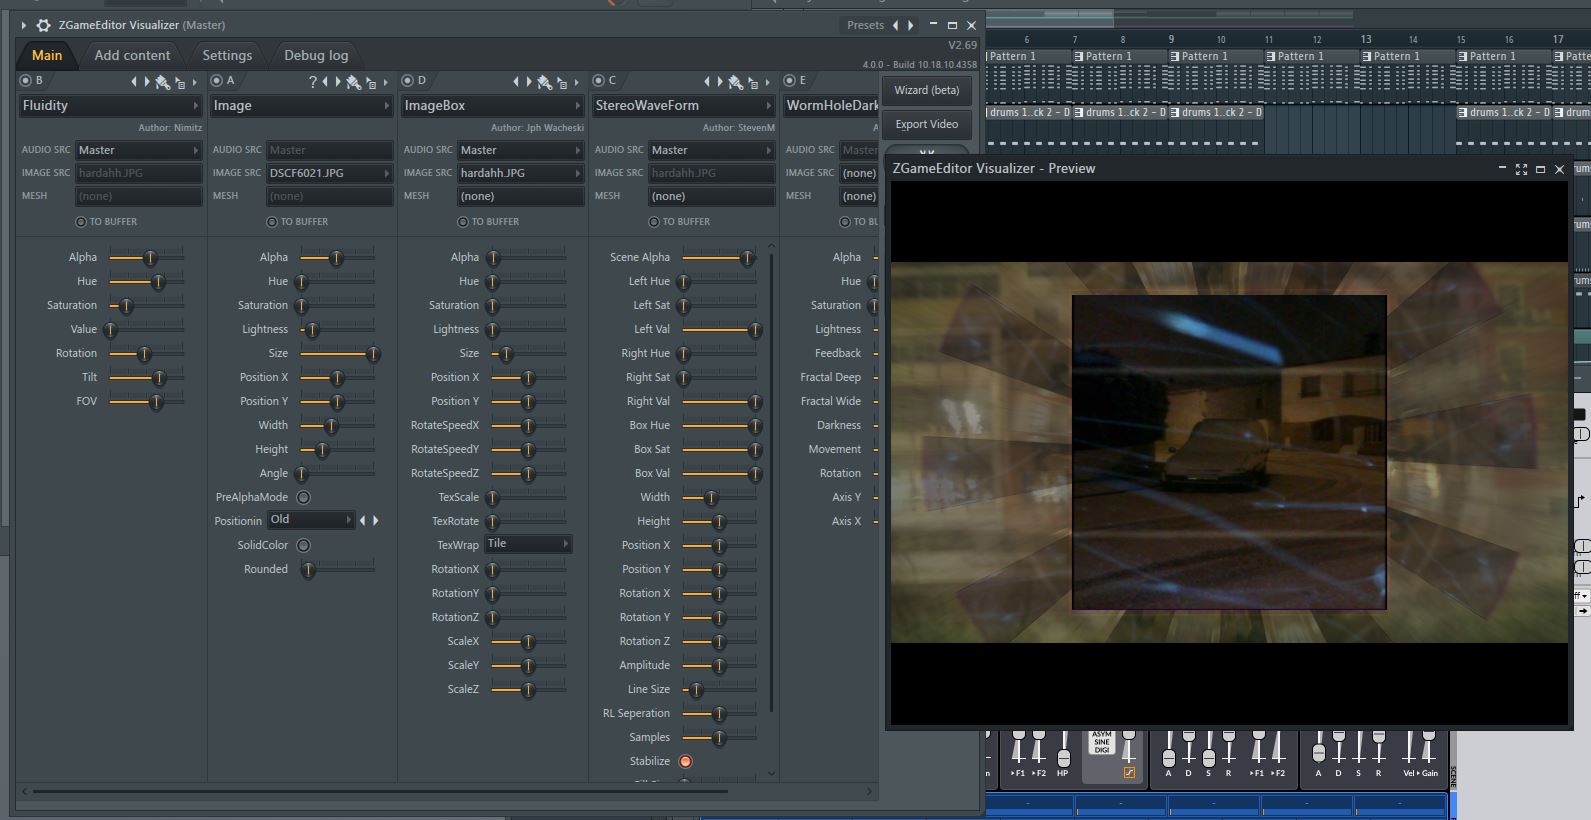 ZGameEditor Visualizer (Master)
Presets
Main
Add content
Settings
Debug log
V2.69
4.0.0 - Build 10.18.10.4358
B
A
?
D
C
E
Fluidity
Image
ImageBox
StereoWaveForm
WormHoleDark
Author: Nimitz
Author: Jph Wacheski
Author: StevenM
A
AUDIO SRC Master
IMAGE SRC hardahh.JPG
MESH (none)
TO BUFFER
AUDIO SRC Master
IMAGE SRC DSCF6021.JPG
MESH (none)
TO BUFFER
AUDIO SRC Master
IMAGE SRC hardahh.JPG
MESH (none)
TO BUFFER
AUDIO SRC Master
IMAGE SRC hardahh.JPG
MESH (none)
TO BUFFER
AUDIO SRC Master
IMAGE SRC (none)
MESH (none)
TO BU
Alpha
Hue
Saturation
Value
Rotation
Tilt
FOV
Alpha
Hue
Saturation
Lightness
Size
Position X
Position Y
Width
Height
Angle
PreAlphaMode
Positionin Old
SolidColor
Rounded
Alpha
Hue
Saturation
Lightness
Size
Position X
Position Y
RotateSpeedX
RotateSpeedY
RotateSpeedZ
TexScale
TexRotate
TexWrap Tile
RotationX
RotationY
RotationZ
ScaleX
ScaleY
ScaleZ
Scene Alpha
Left Hue
Left Sat
Left Val
Right Hue
Right Sat
Right Val
Box Hue
Box Sat
Box Val
Width
Height
Position X
Position Y
Rotation X
Rotation Y
Rotation Z
Amplitude
Line Size
RL Seperation
Samples
Stabilize
Alpha
Hue
Saturation
Lightness
Feedback
Fractal Deep
Fractal Wide
Darkness
Movement
Rotation
Axis Y
Axis X
Wizard (beta)
Export Video
6 7 8 9 10 11 12 13 14 15 16 17
Pattern 1 Pattern 1 Pattern 1 Pattern 1 Pattern 1 Pattern 1 Pattern
drums 1..ck 2 – D drums 1..ck 2 – D drums 1..ck 2 – D drums 1..ck 2 – D drums
ZGameEditor Visualizer - Preview
rum
rums
rums
ff
ASYM
SINE
DIGI
F1 F2 HP
A D S R F1 F2
A D S R Vel Gain
SCENE